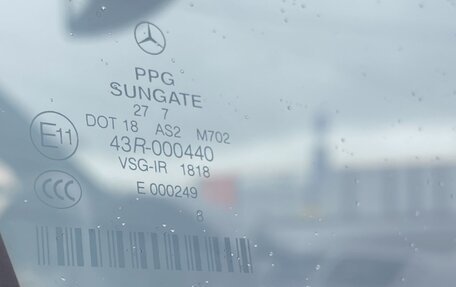 PPG
SUNGATE
27 7
DOT 18 AS2 M702
E11
43R-000440
VSG-IR 1818
CCC
E 000249
8